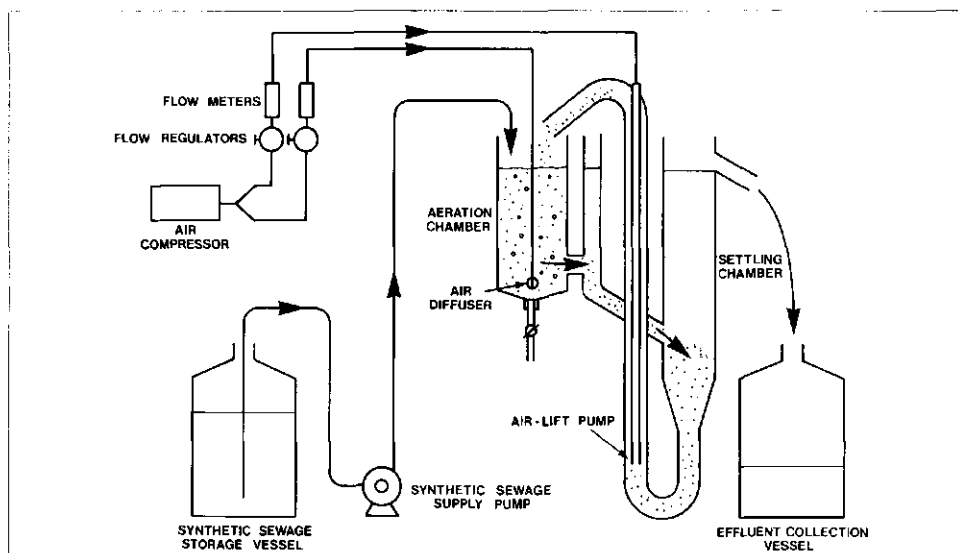 FLOW METERS
FLOW REGULATORS
AIR
COMPRESSOR
AERATION
CHAMBER
AIR
DIFFUSER
SETTLING
CHAMBER
AIR-LIFT PUMP
SYNTHETIC SEWAGE
SUPPLY PUMP
SYNTHETIC SEWAGE
STORAGE VESSEL
EFFLUENT COLLECTION
VESSEL